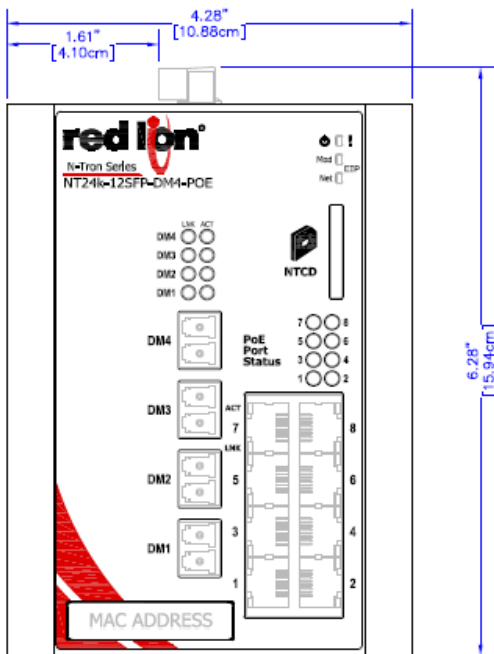 4.28"
[10.88cm]
1.61"
[4.10cm]
red lion®
N-Tron Series
NT24k-12SFP-DM4-POE
!
Mod
Net
EIP
LNK ACT
DM4
DM3
DM2
DM1
NTCD
7 8
5 6
3 4
1 2
PoE
Port
Status
DM4
DM3
DM2
DM1
ACT
7
LNK
5
3
1
8
6
4
2
MAC ADDRESS
6.28"
[15.94cm]